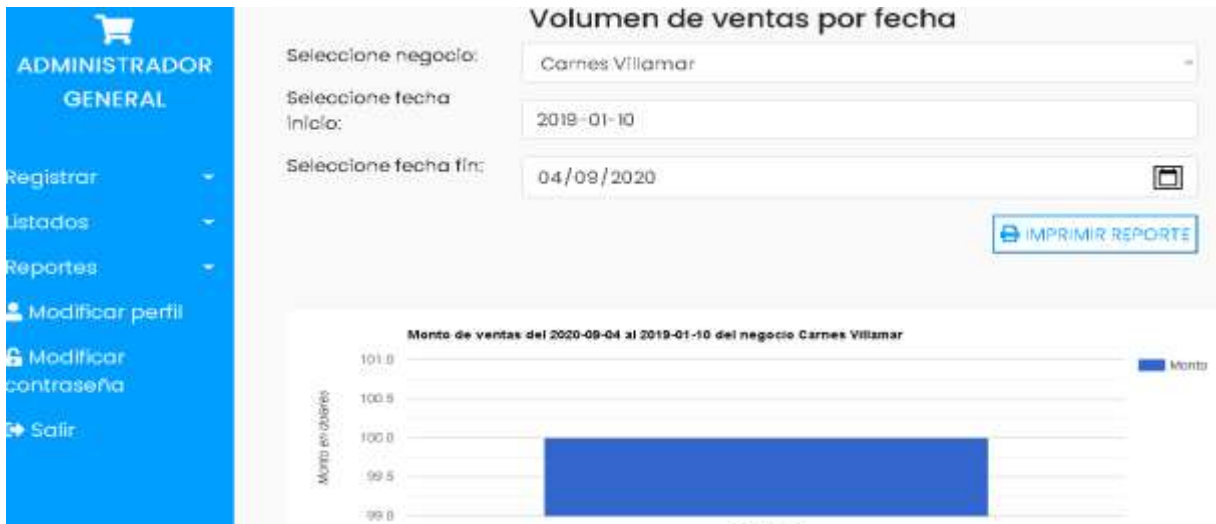 Volumen de ventas por fecha
ADMINISTRADOR
GENERAL
Registrar
Listados
Reportes
Modificar perfil
Modificar
contraseña
Salir
Seleccione negocio:
Carnes Villamar
Seleccione fecha
inicio:
2019-01-10
Seleccione fecha fin:
04/09/2020
IMPRIMIR REPORTE
Monto de ventas del 2020-09-04 al 2019-01-10 del negocio Carnes Villamar
Monto
Monto en dolares
101.0
100.5
100.0
99.5
99.0